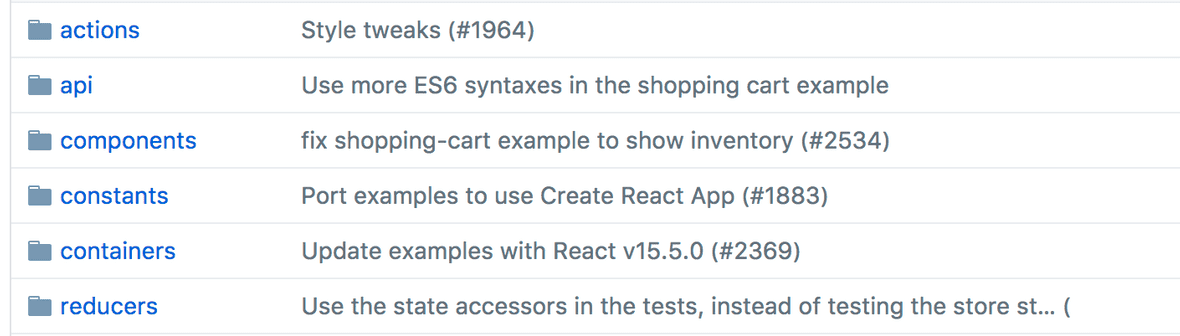 actions Style tweaks (#1964)
api Use more ES6 syntaxes in the shopping cart example
components fix shopping-cart example to show inventory (#2534)
constants Port examples to use Create React App (#1883)
containers Update examples with React v15.5.0 (#2369)
reducers Use the state accessors in the tests, instead of testing the store st... (